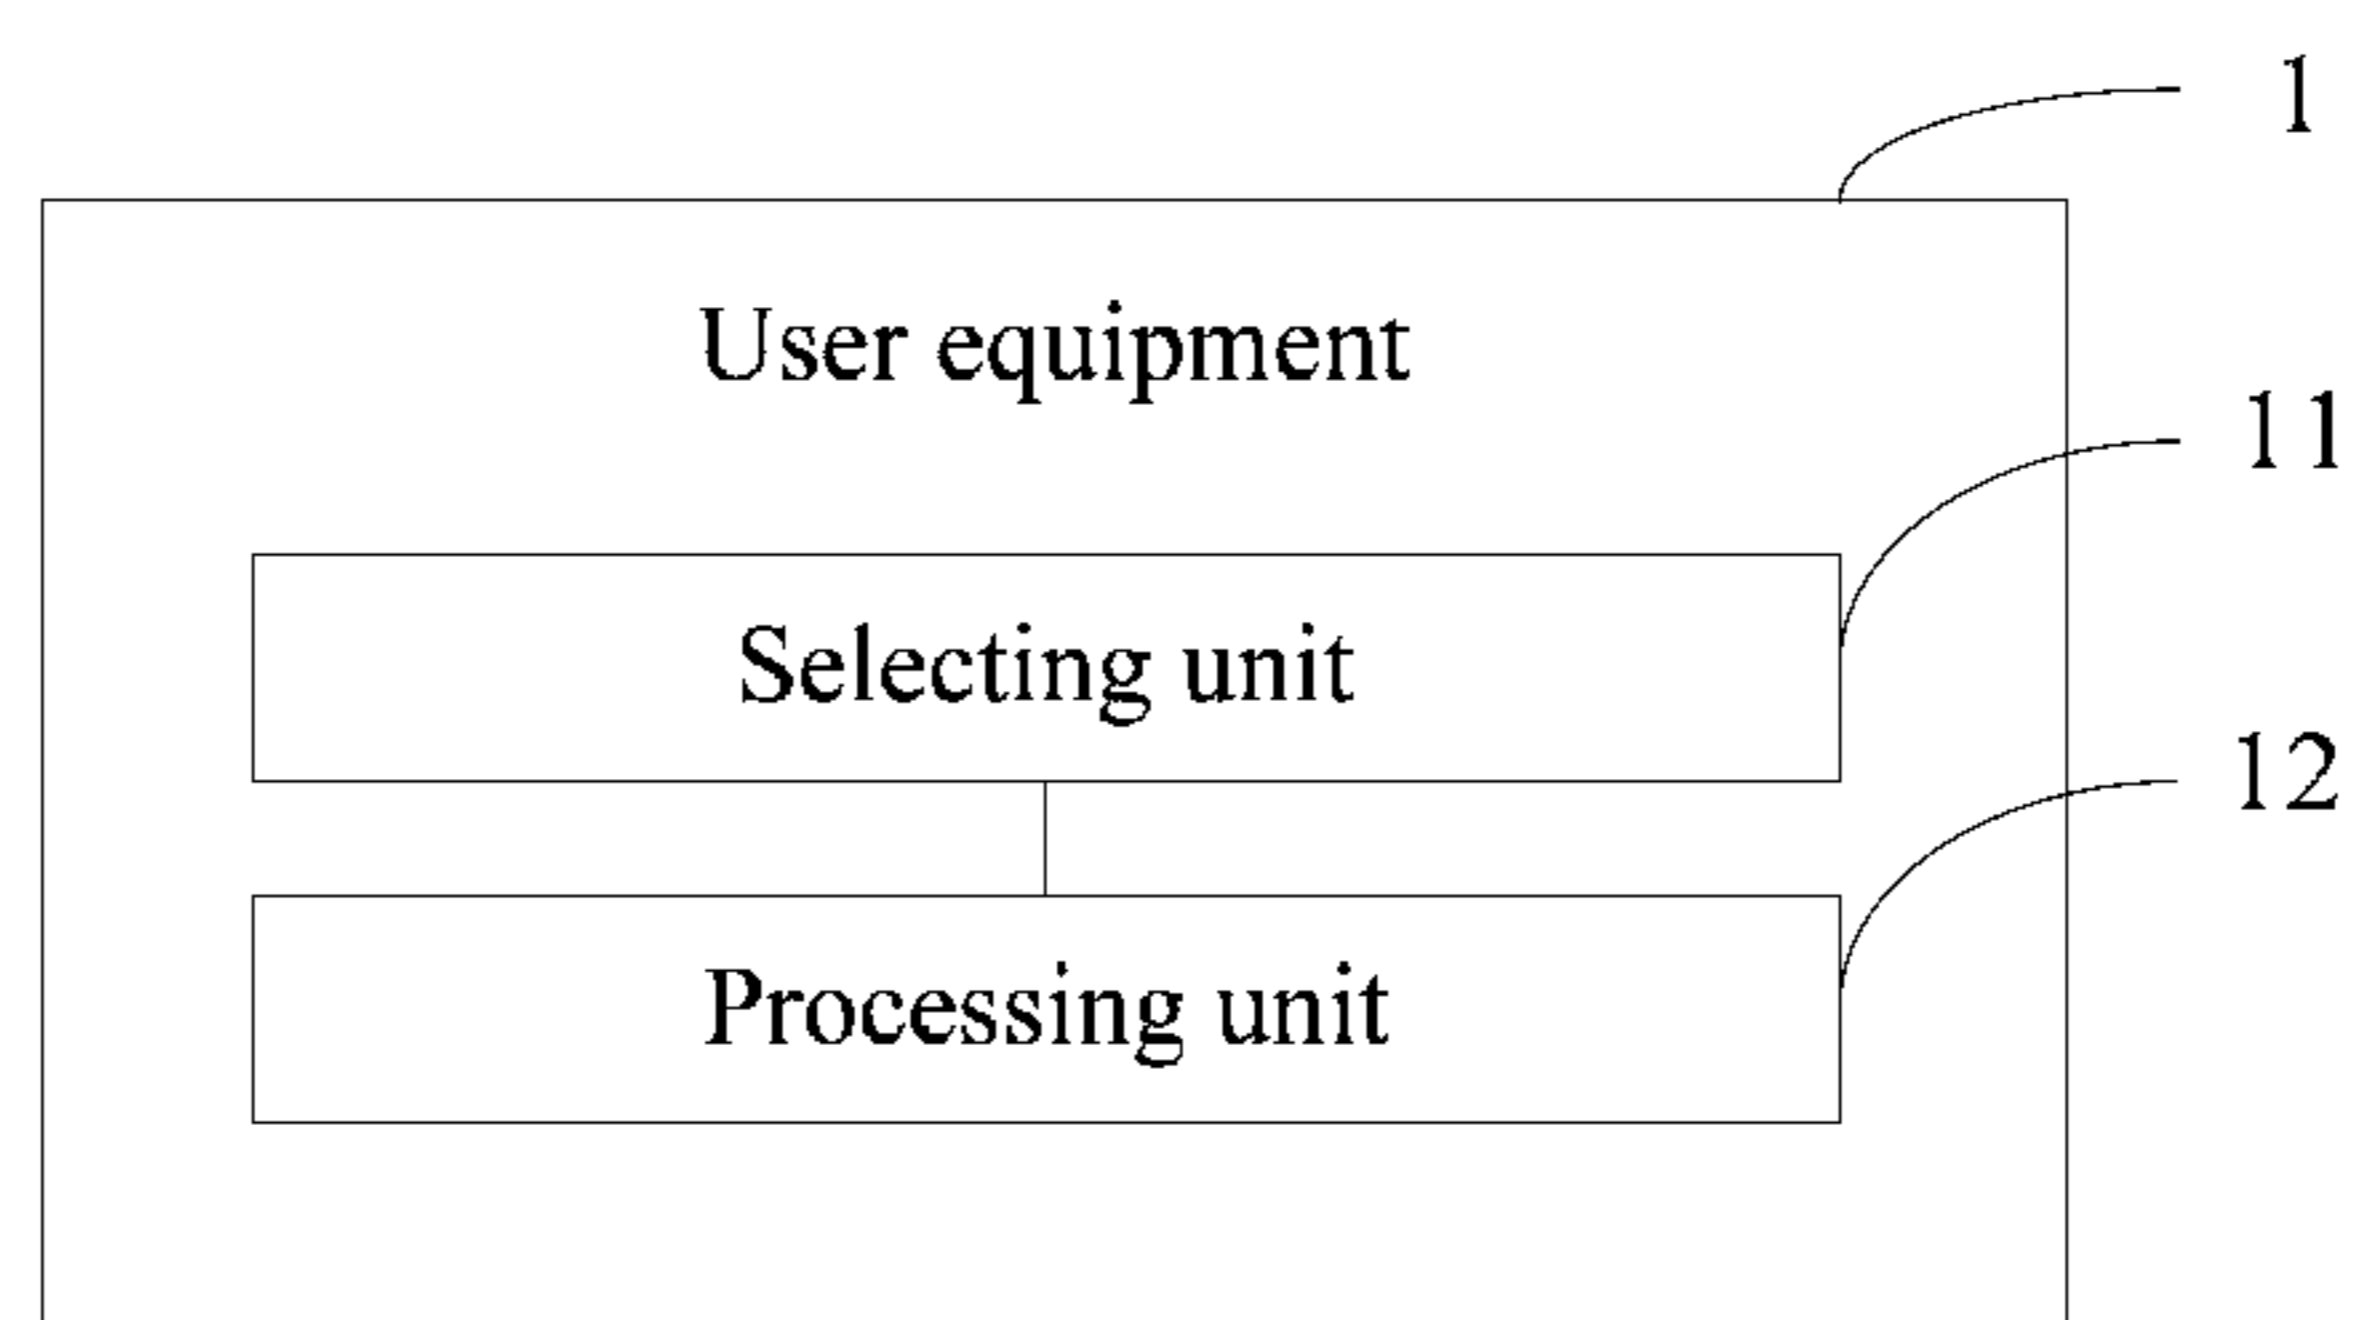 1
User equipment
11
Selecting unit
12
Processing unit